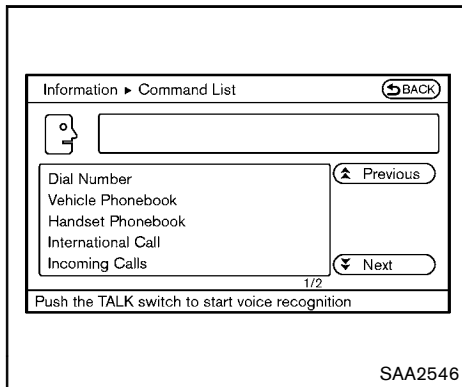 Information ▸ Command List BACK
Dial Number
Previous
Vehicle Phonebook
Handset Phonebook
International Call
Incoming Calls
Next
1/2
Push the TALK switch to start voice recognition
SAA2546